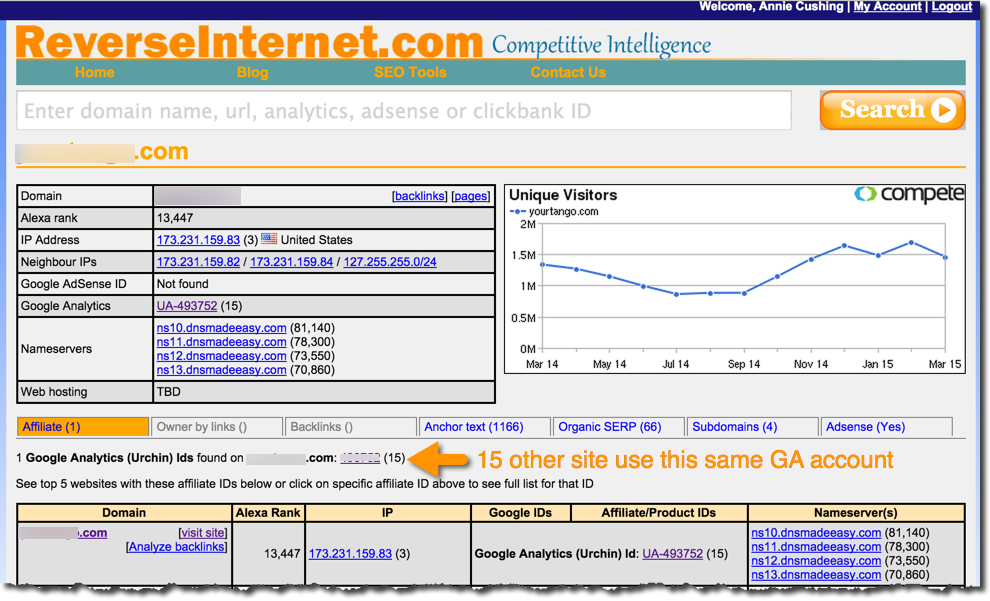 Welcome, Annie Cushing | My Account | Logout
ReverseInternet.com Competitive Intelligence
Home Blog SEO Tools Contact Us
Enter domain name, url, analytics, adsense or clickbank ID Search
.com
Domain [backlinks] [pages]
Alexa rank 13,447
IP Address 173.231.159.83 (3) United States
Neighbour IPs 173.231.159.82 / 173.231.159.84 / 127.255.255.0/24
Google AdSense ID Not found
Google Analytics UA-493752 (15)
Nameservers
ns10.dnsmadeeasy.com (81,140)
ns11.dnsmadeeasy.com (78,300)
ns12.dnsmadeeasy.com (73,550)
ns13.dnsmadeeasy.com (70,860)
Web hosting TBD
Unique Visitors compete
yourtango.com
2M
1.5M
1M
0.5M
0M
Mar 14 May 14 Jul 14 Sep 14 Nov 14 Jan 15 Mar 15
Affiliate (1) Owner by links () Backlinks () Anchor text (1166) Organic SERP (66) Subdomains (4) Adsense (Yes)
1 Google Analytics (Urchin) Ids found on .com: (15) 15 other site use this same GA account
See top 5 websites with these affiliate IDs below or click on specific affiliate ID above to see full list for that ID
Domain Alexa Rank IP Google IDs Affiliate/Product IDs Nameserver(s)
.com [visit site]
[Analyze backlinks]
13,447 173.231.159.83 (3) Google Analytics (Urchin) Id: UA-493752 (15)
ns10.dnsmadeeasy.com (81,140)
ns11.dnsmadeeasy.com (78,300)
ns12.dnsmadeeasy.com (73,550)
ns13.dnsmadeeasy.com (70,860)